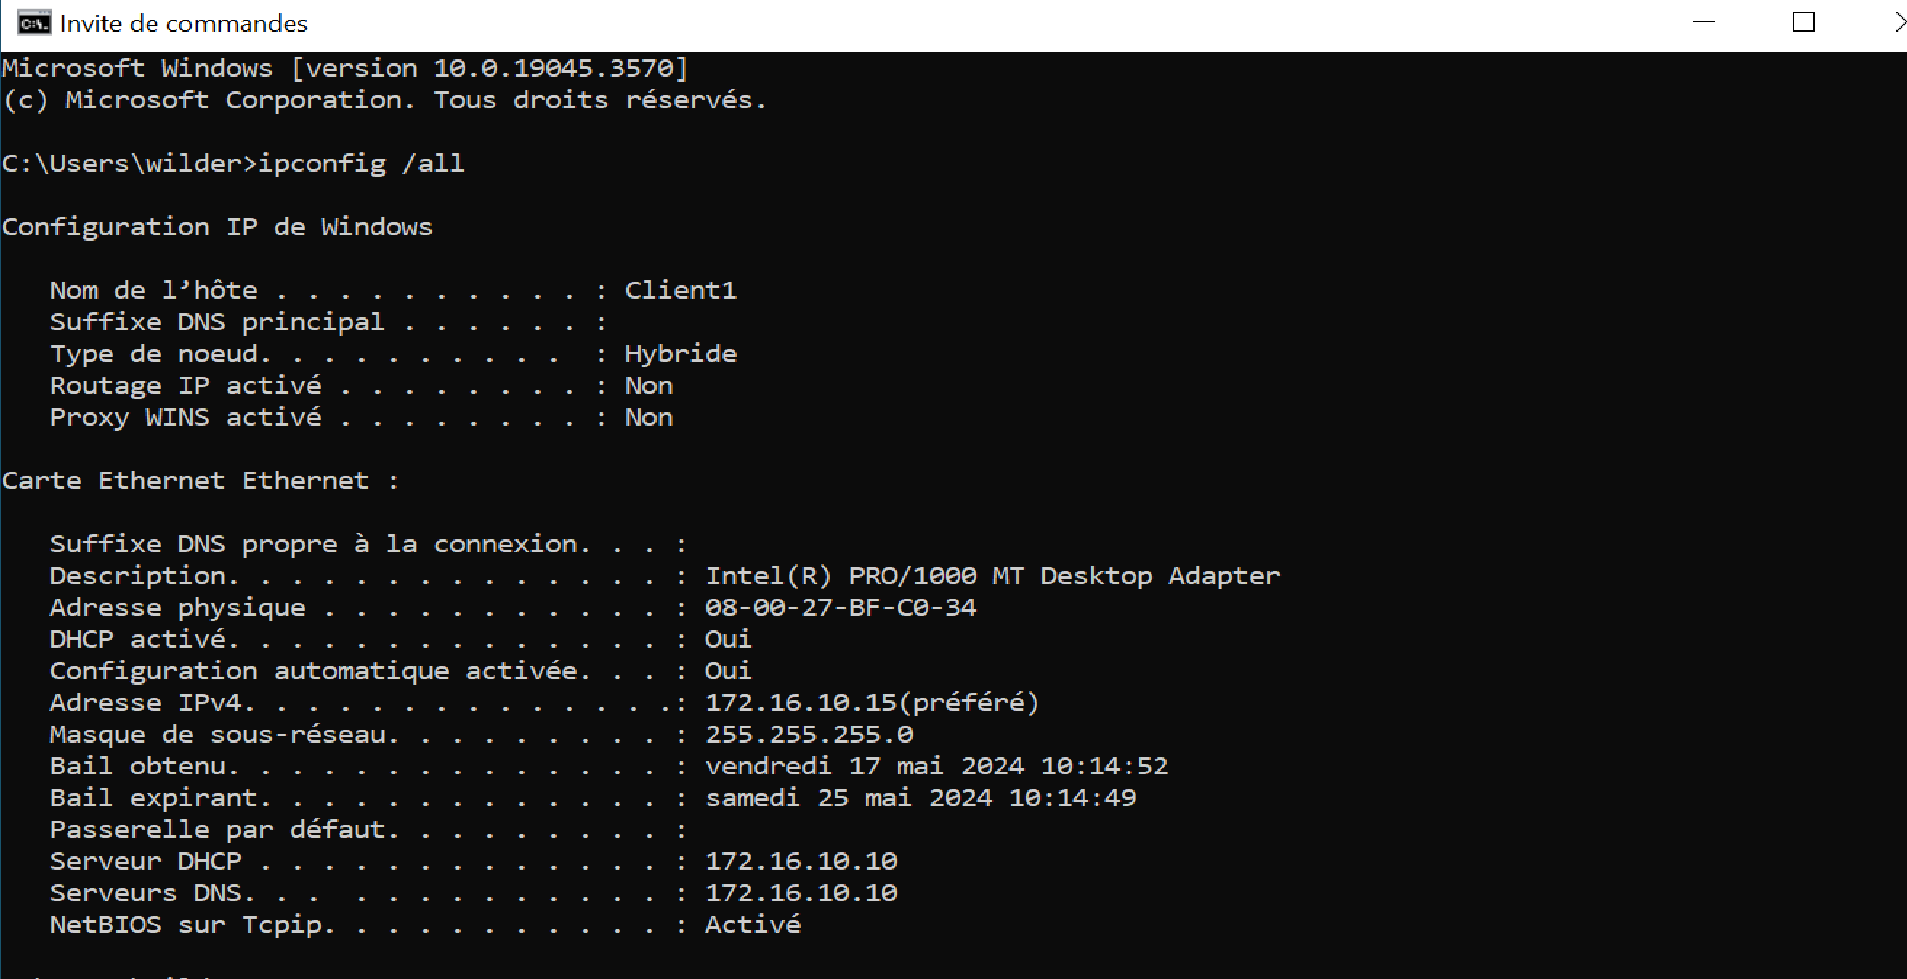 Invite de commandes
Microsoft Windows [version 10.0.19045.3570]
(c) Microsoft Corporation. Tous droits réservés.
C:\Users\wilder>ipconfig /all
Configuration IP de Windows
Nom de l’hôte . . . . . . . . . . : Client1
Suffixe DNS principal . . . . . . :
Type de noeud. . . . . . . . . .  : Hybride
Routage IP activé . . . . . . . . : Non
Proxy WINS activé . . . . . . . . : Non
Carte Ethernet Ethernet :
Suffixe DNS propre à la connexion. . . :
Description. . . . . . . . . . . . . . : Intel(R) PRO/1000 MT Desktop Adapter
Adresse physique . . . . . . . . . . . : 08-00-27-BF-C0-34
DHCP activé. . . . . . . . . . . . . . : Oui
Configuration automatique activée. . . : Oui
Adresse IPv4. . . . . . . . . . . . . .: 172.16.10.15(préféré)
Masque de sous-réseau. . . . . . . . . : 255.255.255.0
Bail obtenu. . . . . . . . . . . . . . : vendredi 17 mai 2024 10:14:52
Bail expirant. . . . . . . . . . . . . : samedi 25 mai 2024 10:14:49
Passerelle par défaut. . . . . . . . . :
Serveur DHCP . . . . . . . . . . . . . : 172.16.10.10
Serveurs DNS. . .  . . . . . . . . . . : 172.16.10.10
NetBIOS sur Tcpip. . . . . . . . . . . : Activé